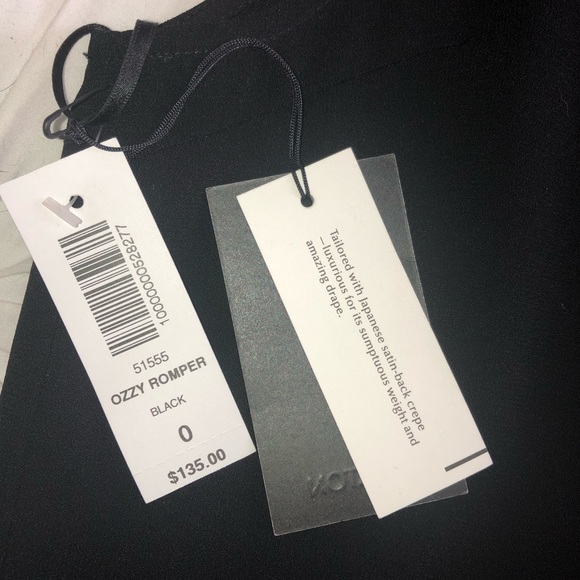 1000000528277
51555
OZZY ROMPER
BLACK
0
$135.00
Tailored with Japanese satin-back crepe
—luxurious for its sumptuous weight and
amazing drape.